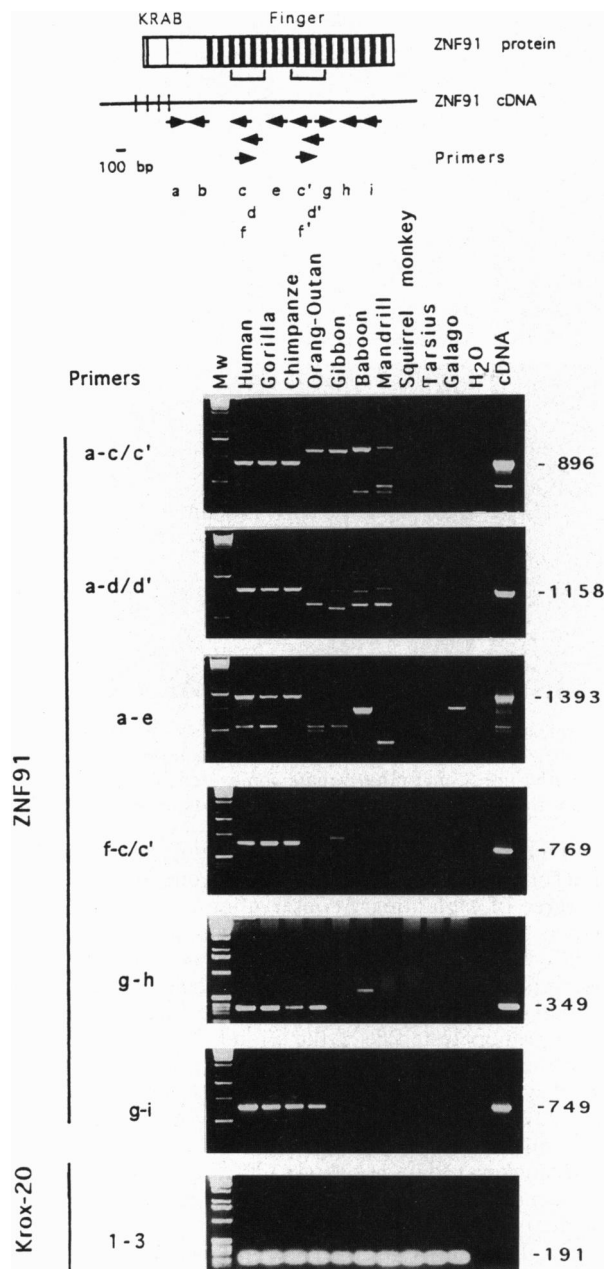 KRAB Finger
ZNF91 protein
ZNF91 cDNA
Primers
100 bp
a b c e c' g h i
d d'
f f'
Primers
Mw
Human
Gorilla
Chimpanze
Orang-Outan
Gibbon
Baboon
Mandrill
Squirrel monkey
Tarsius
Galago
H2O
cDNA
ZNF91
a-c/c' - 896
a-d/d' -1158
a-e -1393
f-c/c' -769
g-h -349
g-i -749
Krox-20
1-3 -191